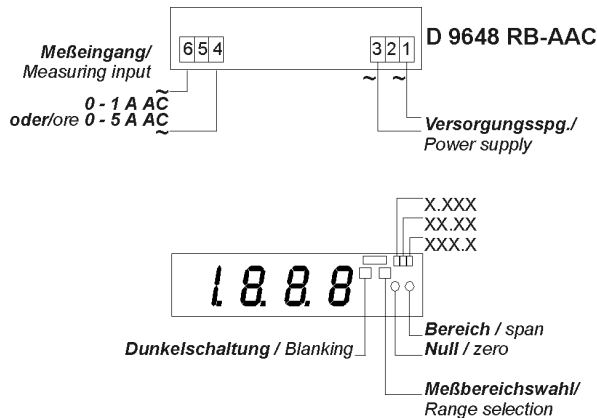 D 9648 RB-AAC
Meßeingang/
Measuring input
6 5 4
3 2 1
~ ~
~
0 - 1 A AC
oder/ore 0 - 5 A AC
~
Versorgungsspg./
Power supply
X.XXX
XX.XX
XXX.X
1.8.8.8
Bereich / span
Dunkelschaltung / Blanking
Null / zero
Meßbereichswahl/
Range selection